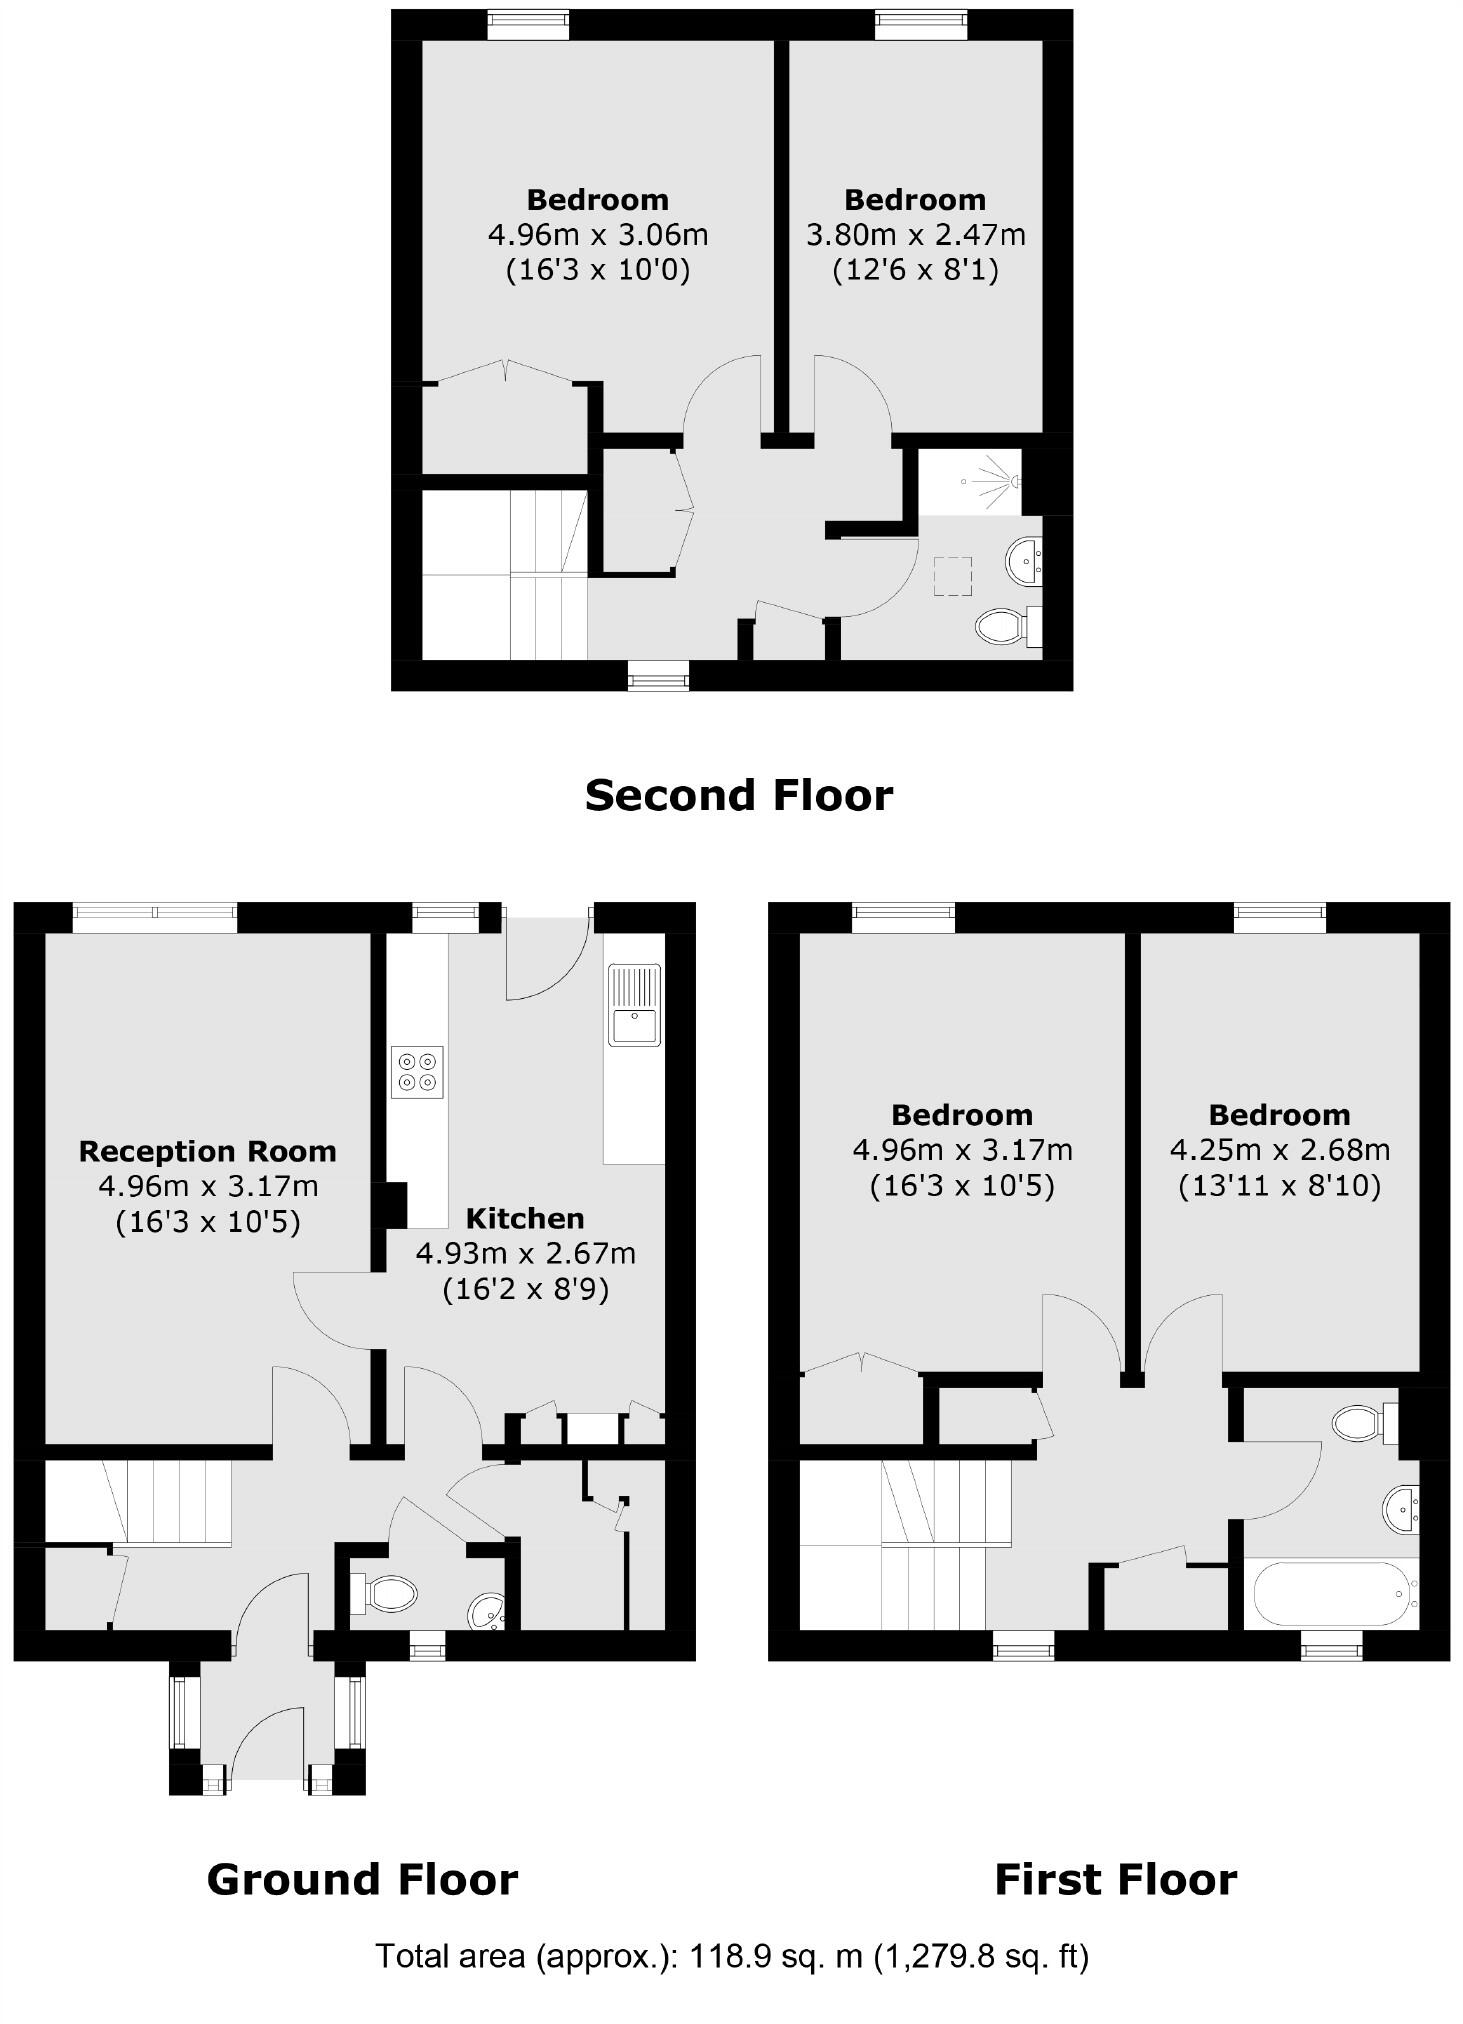 Bedroom
4.96m x 3.06m
(16'3 x 10'0)
Bedroom
3.80m x 2.47m
(12'6 x 8'1)
Second Floor
Reception Room
4.96m x 3.17m
(16'3 x 10'5)
Kitchen
4.93m x 2.67m
(16'2 x 8'9)
Bedroom
4.96m x 3.17m
(16'3 x 10'5)
Bedroom
4.25m x 2.68m
(13'11 x 8'10)
Ground Floor
First Floor
Total area (approx.): 118.9 sq. m (1,279.8 sq. ft)